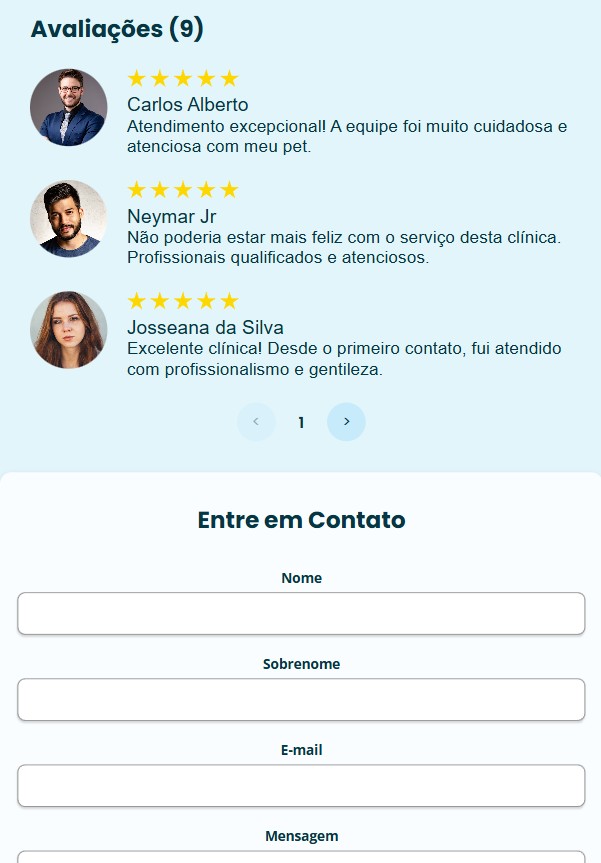 Avaliações (9)
★★★★★
Carlos Alberto
Atendimento excepcional! A equipe foi muito cuidadosa e
atenciosa com meu pet.
★★★★★
Neymar Jr
Não poderia estar mais feliz com o serviço desta clínica.
Profissionais qualificados e atenciosos.
★★★★★
Josseana da Silva
Excelente clínica! Desde o primeiro contato, fui atendido
com profissionalismo e gentileza.
< 1 >
Entre em Contato
Nome
Sobrenome
E-mail
Mensagem